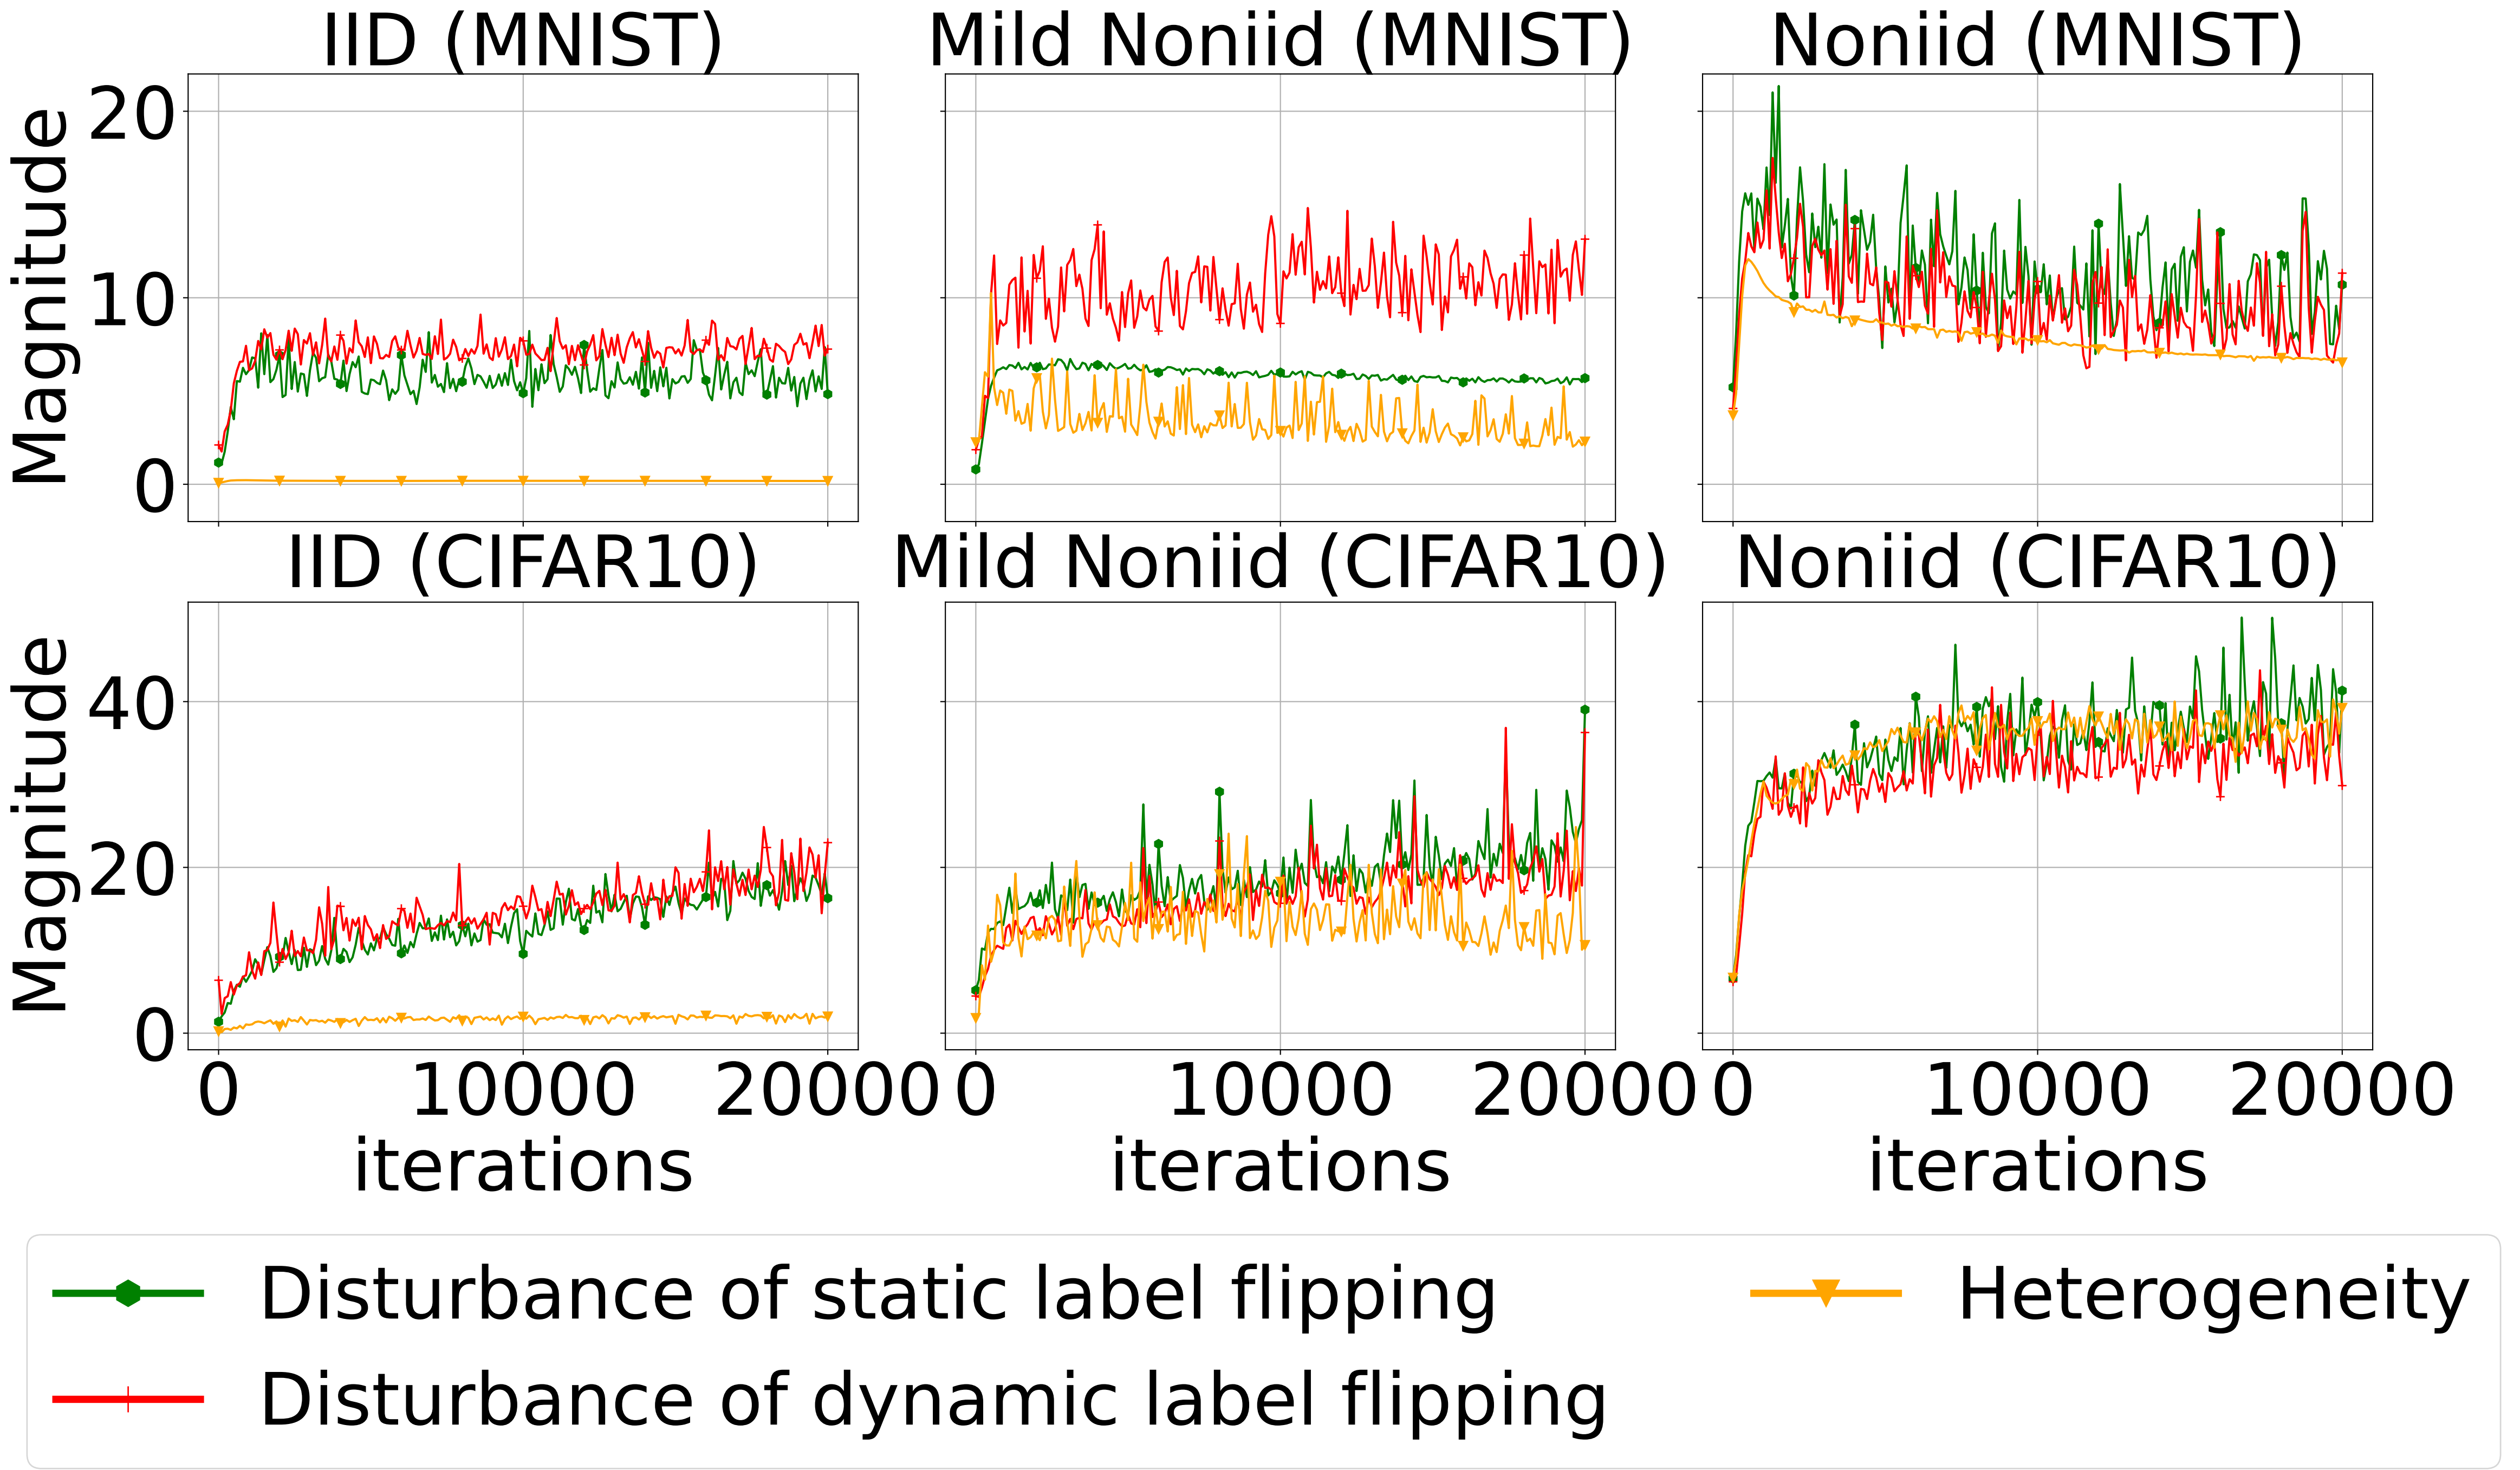 IID (MNIST)
Mild Noniid (MNIST)
Noniid (MNIST)
Magnitude
20
10
0
IID (CIFAR10)
Mild Noniid (CIFAR10)
Noniid (CIFAR10)
Magnitude
40
20
0
0 10000 20000
0 10000 20000
0 10000 20000
iterations
iterations
iterations
Disturbance of static label flipping
Heterogeneity
Disturbance of dynamic label flipping